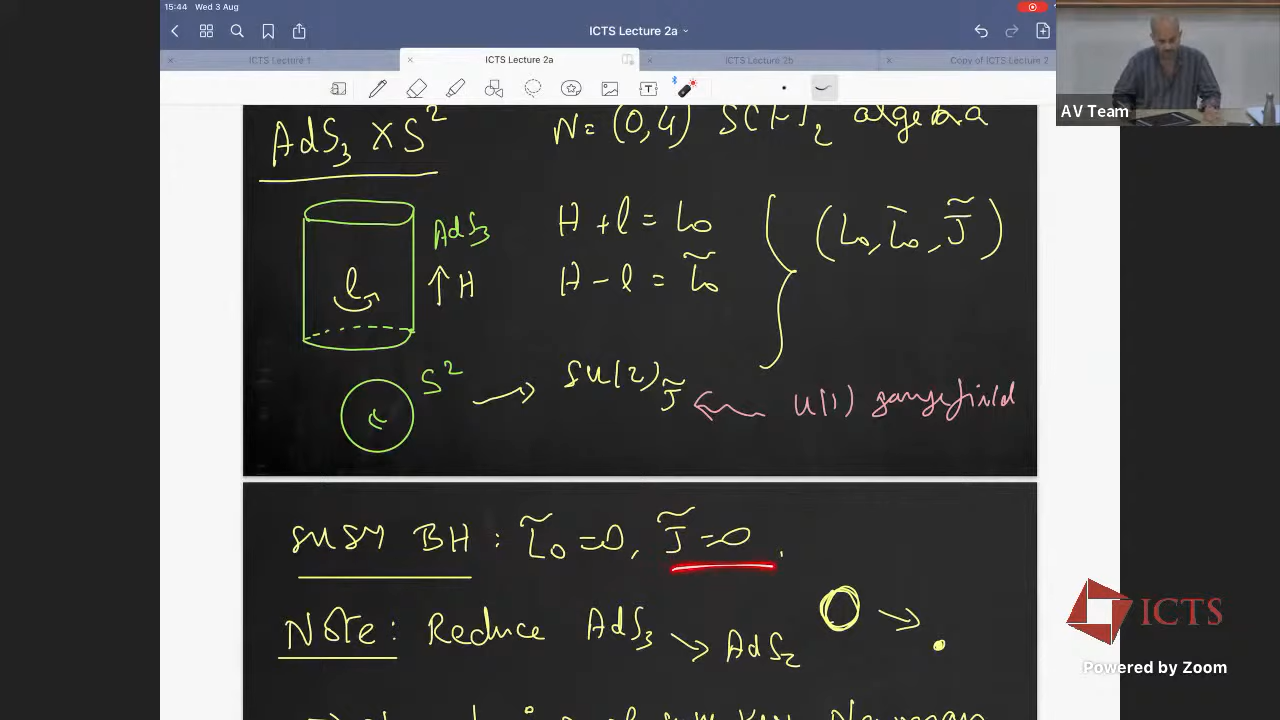 15:44 Wed 3 Aug
ICTS Lecture 2a
ICTS Lecture 1
ICTS Lecture 2a
ICTS Lecture 2b
Copy of ICTS Lecture 2
AV Team
AdS₃ × S²
N = (0,4) SCFT₂ algebra
H + l = L₀
(L₀, L̄₀, J̃)
AdS₃
l
↑ H
H − l = L̃₀
S²
→ SU(2)_J̃
← U(1) gauge field
SUSY BH : L̃₀ = 0, J̃ = 0 .
Note: Reduce AdS₃ ↘ AdS₂
ICTS
Powered by Zoom